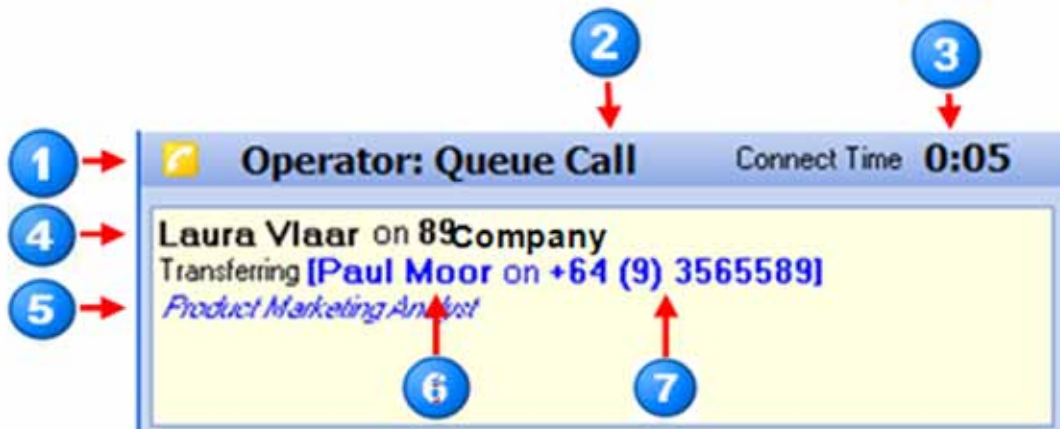 2 3
1 Operator: Queue Call Connect Time 0:05
4 Laura Vlaar on 89Company
Transferring [Paul Moor on +64 (9) 3565589]
5 Product Marketing Analyst
6 7